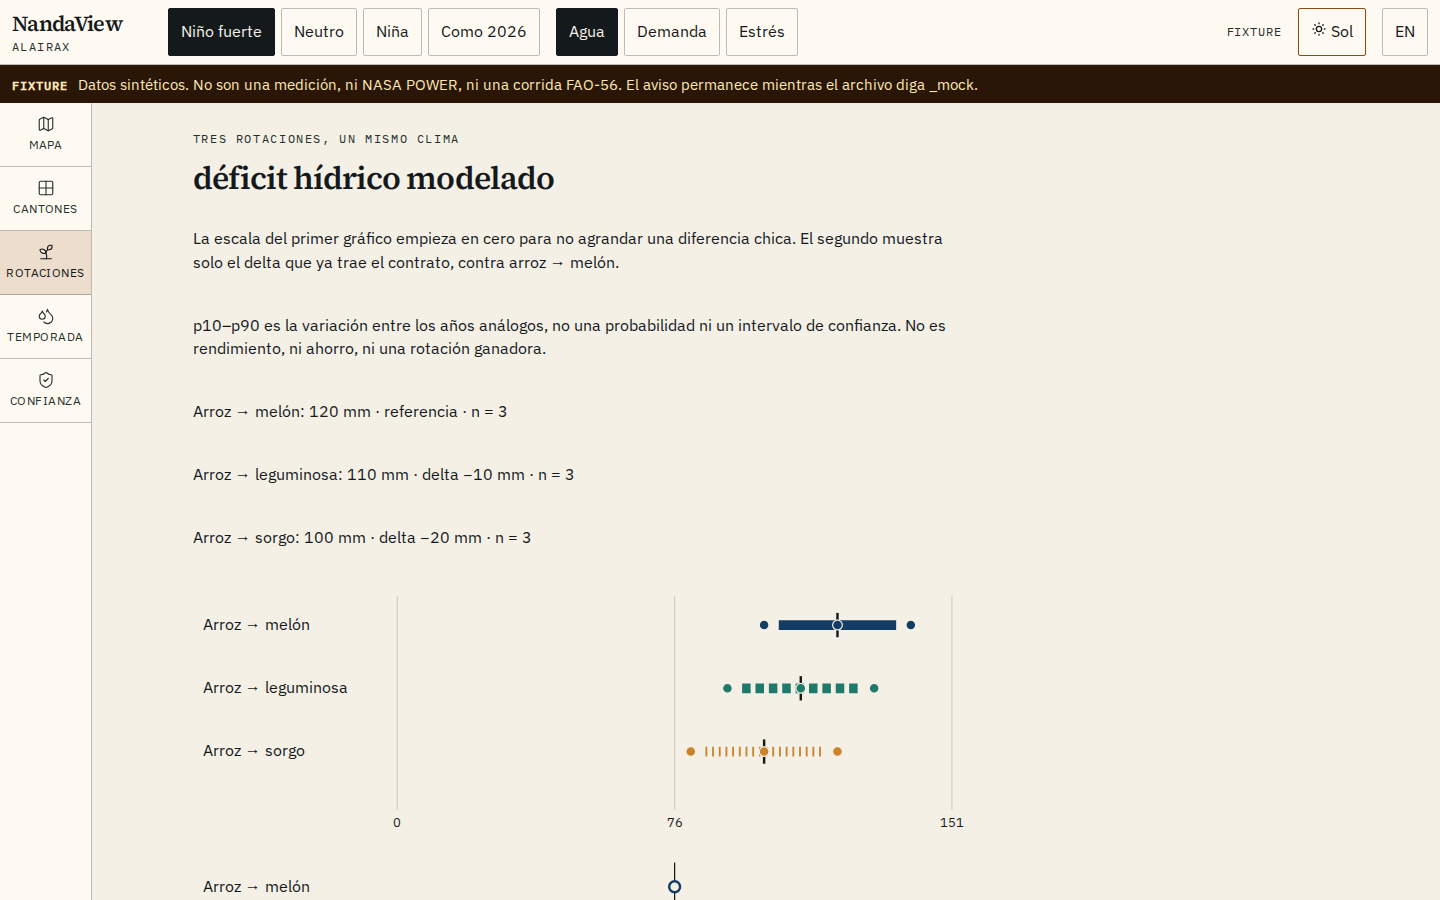 NandaView
ALAIRAX
Niño fuerte
Neutro
Niña
Como 2026
Agua
Demanda
Estrés
FIXTURE
Sol
EN
FIXTURE Datos sintéticos. No son una medición, ni NASA POWER, ni una corrida FAO-56. El aviso permanece mientras el archivo diga _mock.
MAPA
CANTONES
ROTACIONES
TEMPORADA
CONFIANZA
TRES ROTACIONES, UN MISMO CLIMA
déficit hídrico modelado
La escala del primer gráfico empieza en cero para no agrandar una diferencia chica. El segundo muestra
solo el delta que ya trae el contrato, contra arroz → melón.
p10–p90 es la variación entre los años análogos, no una probabilidad ni un intervalo de confianza. No es
rendimiento, ni ahorro, ni una rotación ganadora.
Arroz → melón: 120 mm · referencia · n = 3
Arroz → leguminosa: 110 mm · delta −10 mm · n = 3
Arroz → sorgo: 100 mm · delta −20 mm · n = 3
Arroz → melón
Arroz → leguminosa
Arroz → sorgo
0 76 151
Arroz → melón